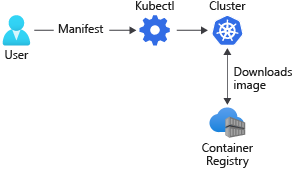 Kubectl
Cluster
Manifest
User
Downloads
image
Container
Registry